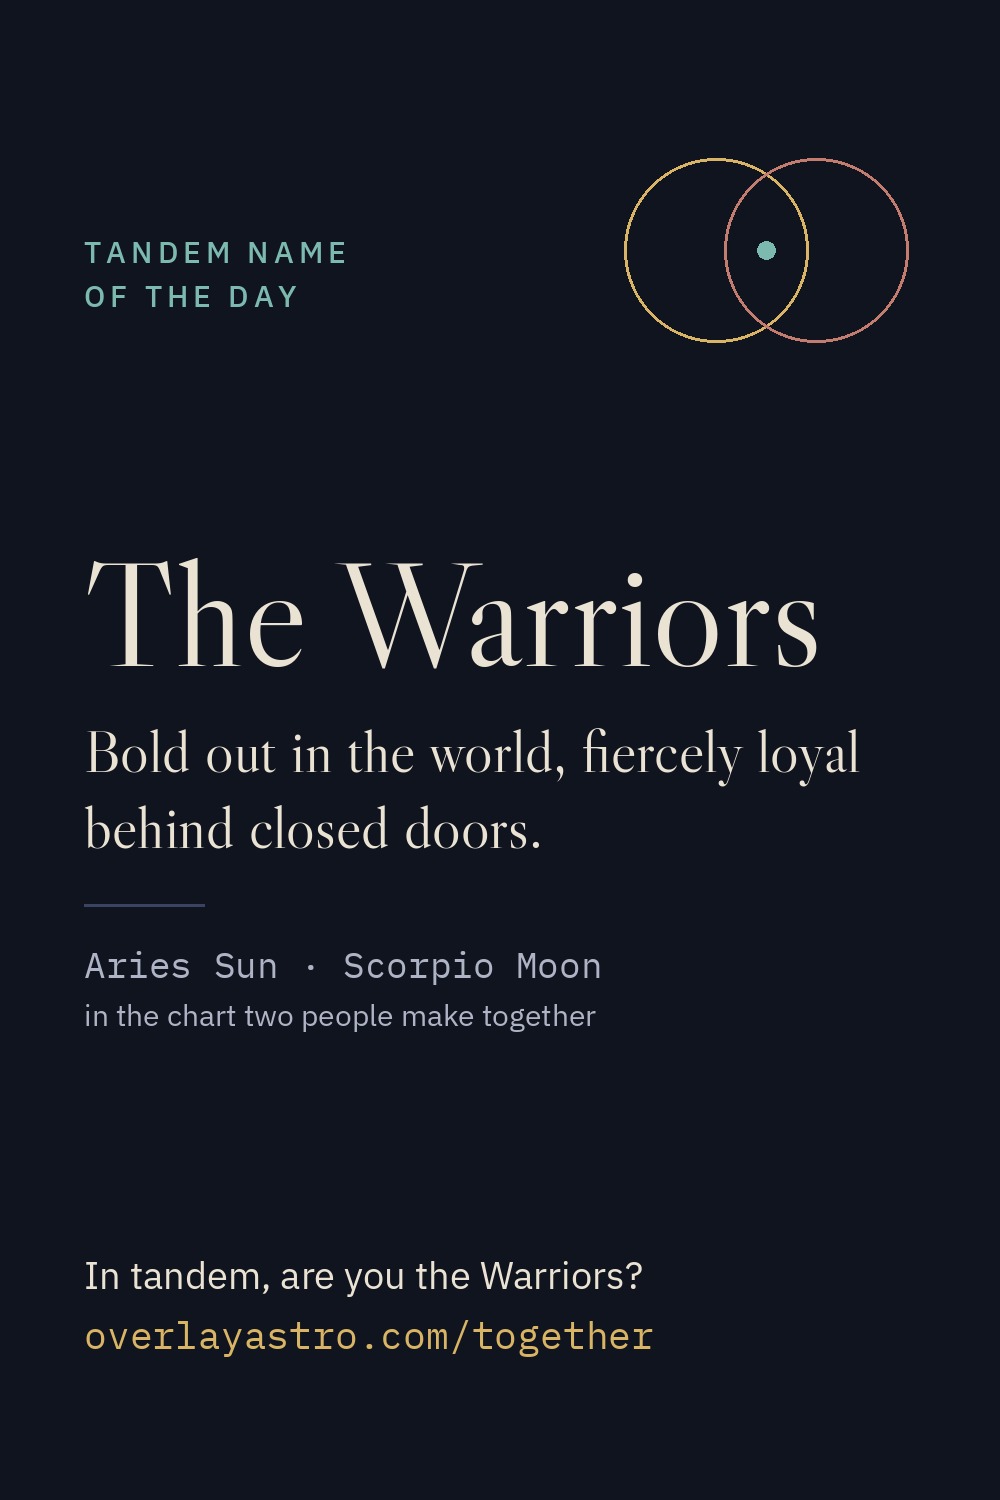 TANDEM NAME
OF THE DAY
The Warriors
Bold out in the world, fiercely loyal
behind closed doors.
Aries Sun · Scorpio Moon
in the chart two people make together
In tandem, are you the Warriors?
overlayastro.com/together